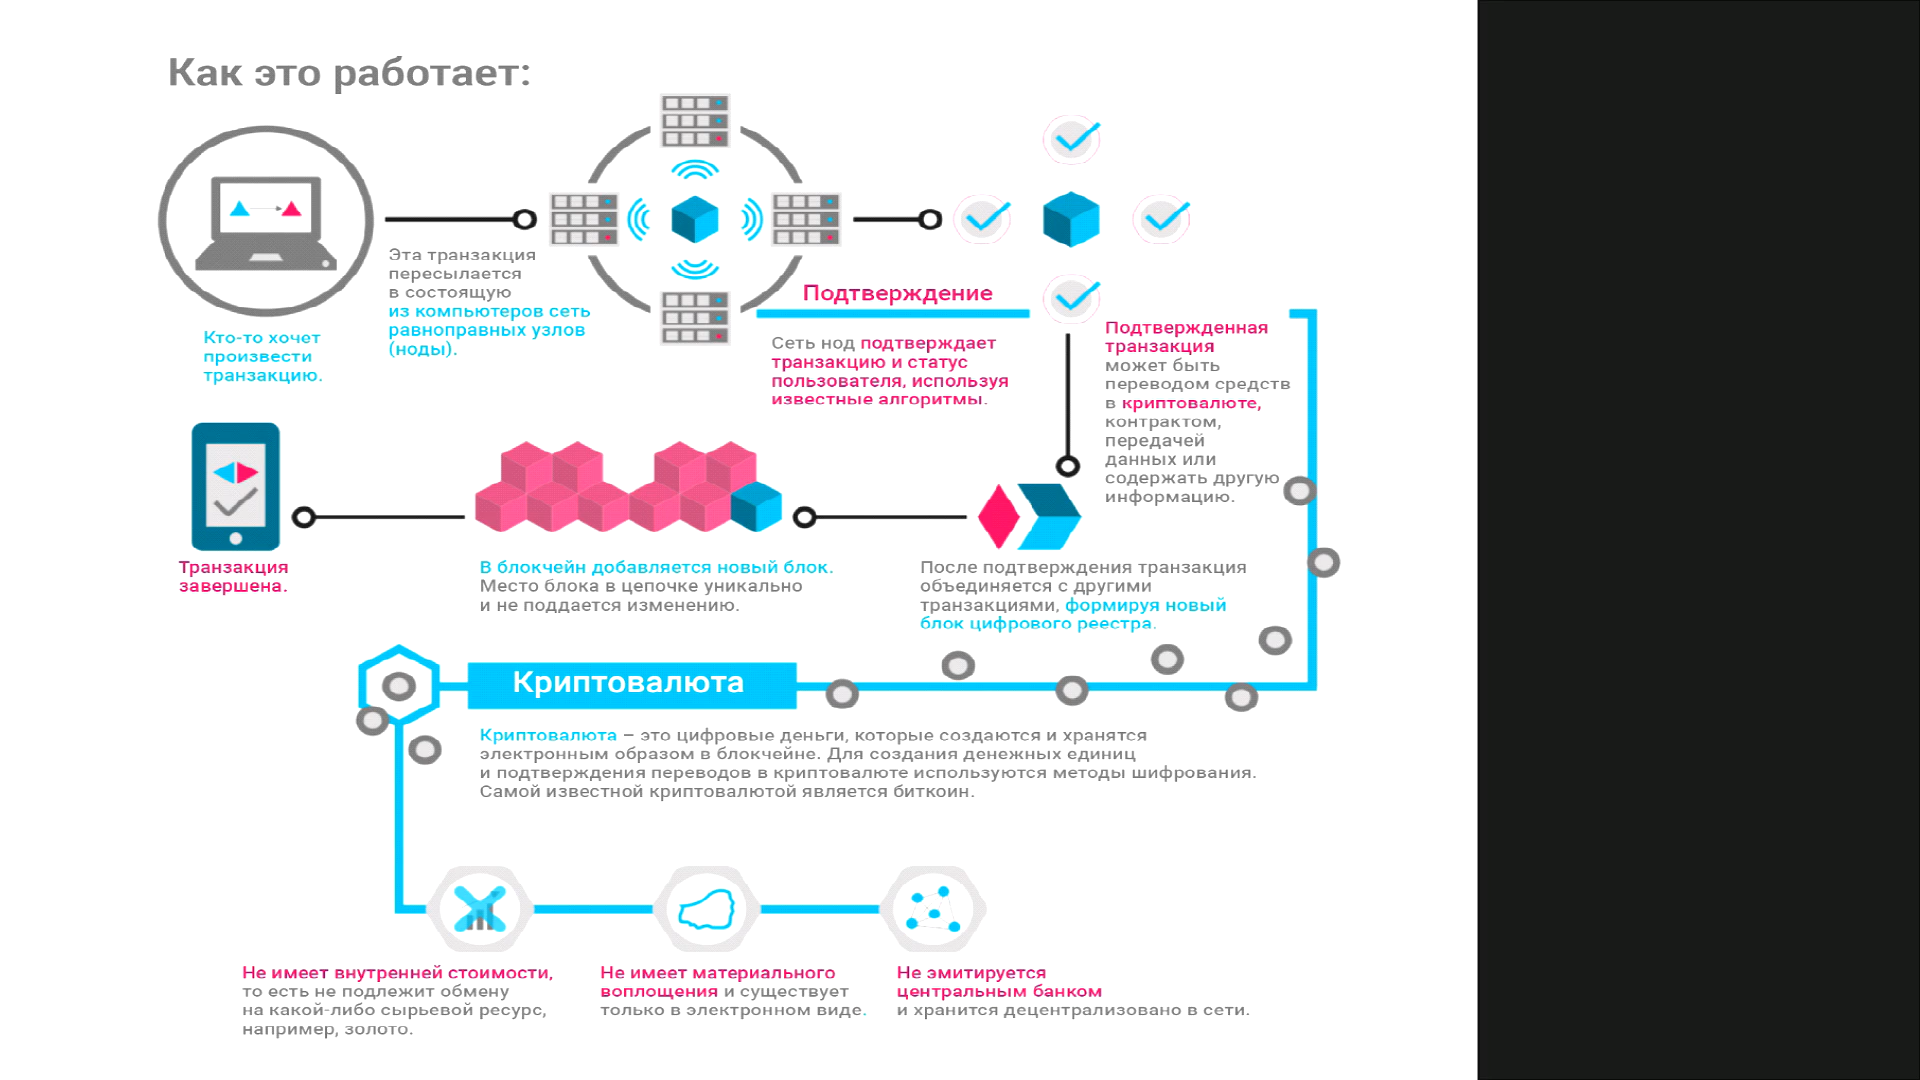 Как это работает:
Кто-то хочет
произвести
транзакцию.
Эта транзакция
пересылается
в состоящую
из компьютеров сеть
равноправных узлов
(ноды).
Подтверждение
Сеть нод подтверждает
транзакцию и статус
пользователя, используя
известные алгоритмы.
Подтвержденная
транзакция
может быть
переводом средств
в криптовалюте,
контрактом,
передачей
данных или
содержать другую
информацию.
После подтверждения транзакция
объединяется с другими
транзакциями, формируя новый
блок цифрового реестра.
В блокчейн добавляется новый блок.
Место блока в цепочке уникально
и не поддается изменению.
Транзакция
завершена.
Криптовалюта
Криптовалюта – это цифровые деньги, которые создаются и хранятся
электронным образом в блокчейне. Для создания денежных единиц
и подтверждения переводов в криптовалюте используются методы шифрования.
Самой известной криптовалютой является биткоин.
Не имеет внутренней стоимости,
то есть не подлежит обмену
на какой-либо сырьевой ресурс,
например, золото.
Не имеет материального
воплощения и существует
только в электронном виде.
Не эмитируется
центральным банком
и хранится децентрализовано в сети.